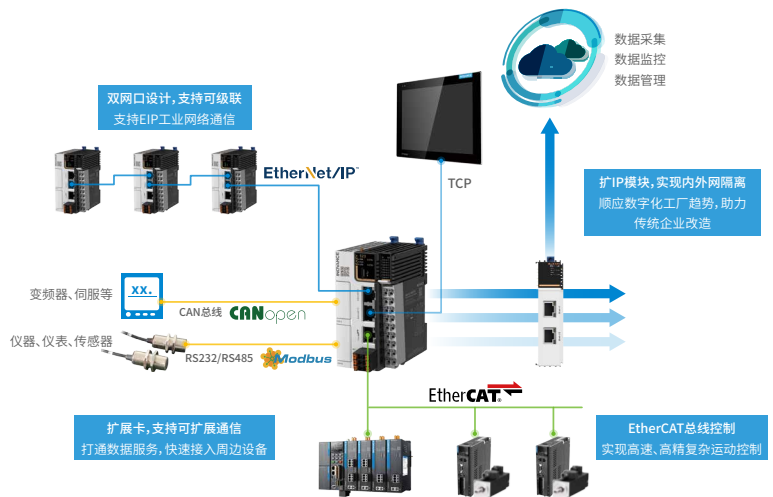 数据采集
数据监控
数据管理
双网口设计，支持可级联
支持EIP工业网络通信
EtherNet/IP™
TCP
扩IP模块，实现内外网隔离
顺应数字化工厂趋势，助力
传统企业改造
变频器、伺服等
xx.
CAN总线
CANopen
仪器、仪表、传感器
RS232/RS485
Modbus
EtherCAT®
扩展卡，支持可扩展通信
打通数据服务，快速接入周边设备
EtherCAT总线控制
实现高速、高精复杂运动控制